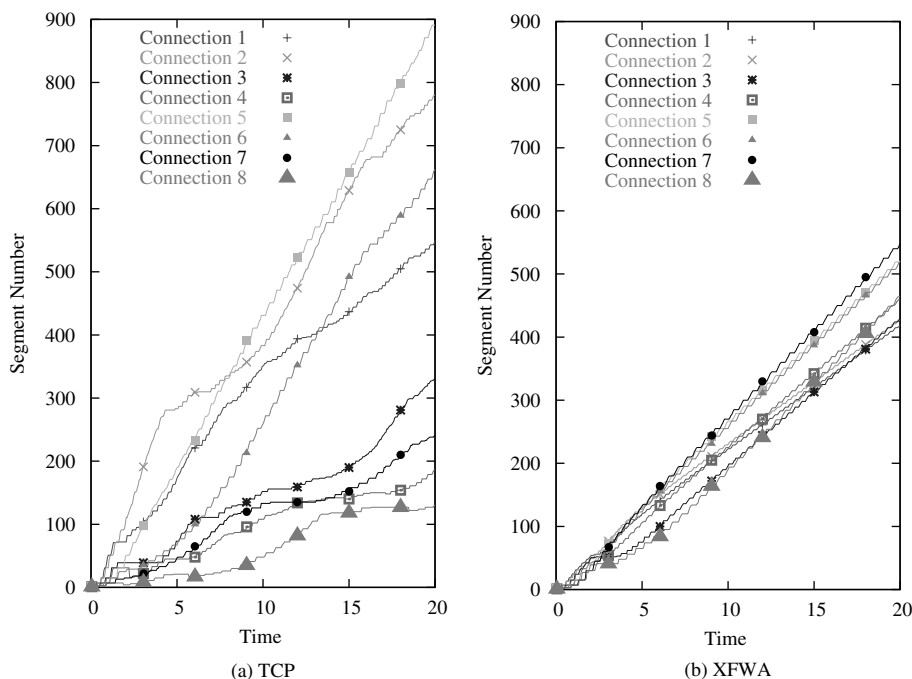 900
800
700
600
500
400
300
200
100
0
Segment Number
Connection 1
Connection 2
Connection 3
Connection 4
Connection 5
Connection 6
Connection 7
Connection 8
0 5 10 15 20
Time
(a) TCP
900
800
700
600
500
400
300
200
100
0
Segment Number
Connection 1
Connection 2
Connection 3
Connection 4
Connection 5
Connection 6
Connection 7
Connection 8
0 5 10 15 20
Time
(b) XFWA